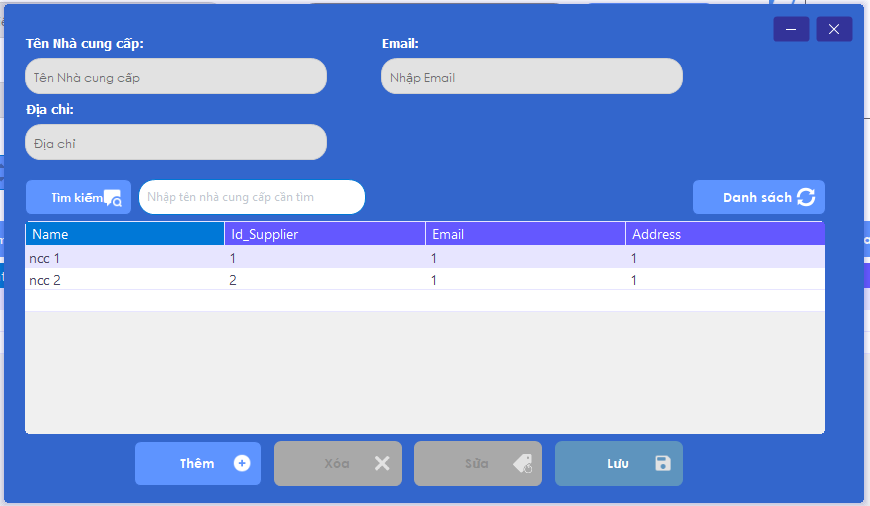 Tên Nhà cung cấp:
Email:
Tên Nhà cung cấp
Nhập Email
Địa chỉ:
Địa chỉ
Tìm kiếm
Nhập tên nhà cung cấp cần tìm
Danh sách
Name Id_Supplier Email Address
ncc 1 1 1 1
ncc 2 2 1 1
Thêm
Xóa
Sửa
Lưu